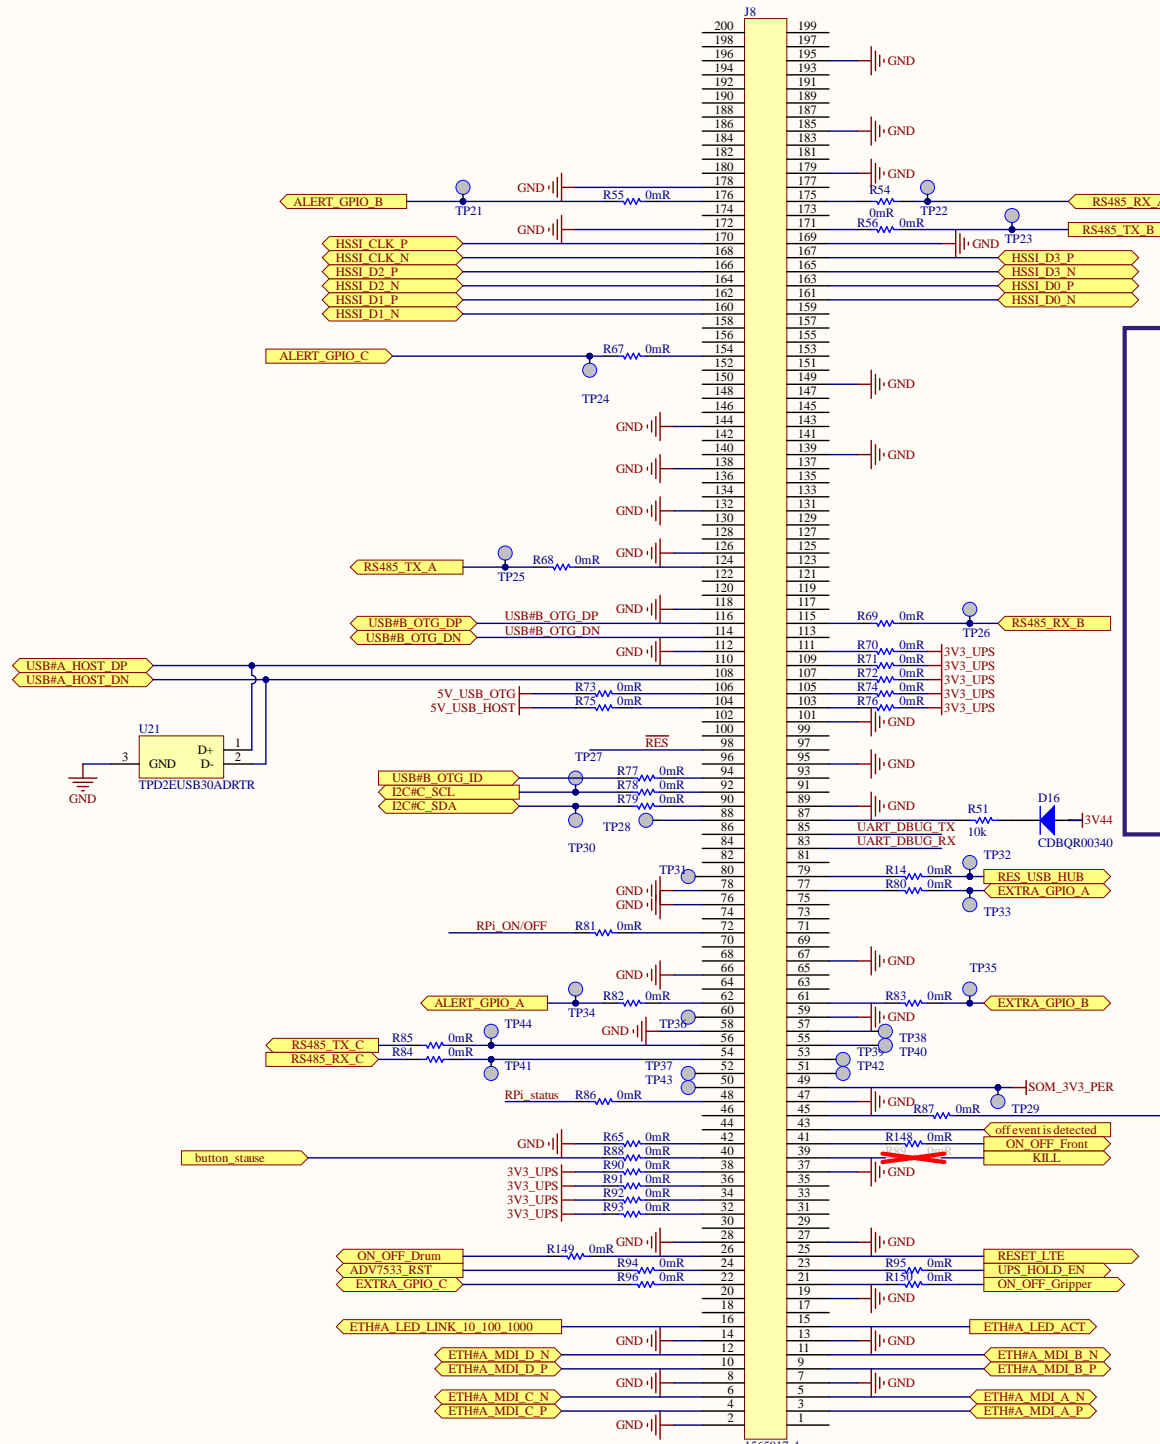 J8
200 199
198 197
196 195 GND
194 193
192 191
190 189
188 187
186 185 GND
184 183
182 181
180 179 GND
GND 178 177
ALERT_GPIO_B TP21 R55 0mR 176 175 R54 0mR TP22
174 173
GND 172 171 R56 0mR TP23 RS485_TX_B
HSSI_CLK_P 170 169 GND
HSSI_CLK_N 168 167 HSSI_D3_P
HSSI_D2_P 166 165 HSSI_D3_N
HSSI_D2_N 164 163 HSSI_D0_P
HSSI_D1_P 162 161 HSSI_D0_N
HSSI_D1_N 160 159
158 157
156 155
ALERT_GPIO_C TP24 R67 0mR 154 153
152 151
150 149 GND
148 147
146 145
GND 144 143
142 141
140 139 GND
GND 138 137
136 135
134 133
GND 132 131
130 129
128 127
GND 126 125
RS485_TX_A TP25 R68 0mR 124 123
122 121
120 119
GND 118 117
USB#B_OTG_DP USB#B_OTG_DP 116 115 R69 0mR TP26 RS485_RX_B
USB#B_OTG_DN USB#B_OTG_DN 114 113
GND 112 111 R70 0mR 3V3_UPS
USB#A_HOST_DP 110 109 R71 0mR 3V3_UPS
USB#A_HOST_DN 108 107 R72 0mR 3V3_UPS
5V_USB_OTG R73 0mR 106 105 R74 0mR 3V3_UPS
5V_USB_HOST R75 0mR 104 103 R76 0mR 3V3_UPS
102 101 GND
100 99
U21
D+ 1
3 GND D- 2
TPD2EUSB30ADRTR
GND
RES 98 97
TP27 96 95 GND
USB#B_OTG_ID R77 0mR 94 93
I2C#C_SCL R78 0mR 92 91
I2C#C_SDA R79 0mR 90 89 GND
TP30 TP28 88 87 R51 10k D16 CDBQR00340 3V44
86 85 UART_DBUG_TX
84 83 UART_DBUG_RX
82 81
TP31 80 79 R14 0mR TP32 RES_USB_HUB
GND 78 77 R80 0mR TP33 EXTRA_GPIO_A
GND 76 75
74 73
RPi_ON/OFF R81 0mR 72 71
70 69
68 67 GND
GND 66 65
64 63
ALERT_GPIO_A TP34 R82 0mR 62 61 R83 0mR TP35 EXTRA_GPIO_B
TP36 60 59 GND
GND 58 57 TP38
RS485_TX_C R85 0mR TP44 56 55 TP40
RS485_RX_C R84 0mR TP41 54 53 TP39
TP37 52 51 TP42
TP43 50 49 TP29 SOM_3V3_PER
RPi_status R86 0mR 48 47 GND
46 45 R87 0mR
44 43 off event is detected
GND R65 0mR 42 41 R148 0mR ON_OFF_Front
button_stause R88 0mR 40 39 R89 0mR KILL
3V3_UPS R90 0mR 38 37 GND
3V3_UPS R91 0mR 36 35
3V3_UPS R92 0mR 34 33
3V3_UPS R93 0mR 32 31
30 29
GND 28 27 GND
ON_OFF_Drum R149 0mR 26 25 RESET_LTE
ADV7533_RST R94 0mR 24 23 R95 0mR UPS_HOLD_EN
EXTRA_GPIO_C R96 0mR 22 21 R150 0mR ON_OFF_Gripper
20 19 GND
18 17
ETH#A_LED_LINK_10_100_1000 16 15 ETH#A_LED_ACT
GND 14 13 GND
ETH#A_MDI_D_N 12 11 ETH#A_MDI_B_N
ETH#A_MDI_D_P 10 9 ETH#A_MDI_B_P
GND 8 7 GND
ETH#A_MDI_C_N 6 5 ETH#A_MDI_A_N
ETH#A_MDI_C_P 4 3 ETH#A_MDI_A_P
GND 2 1